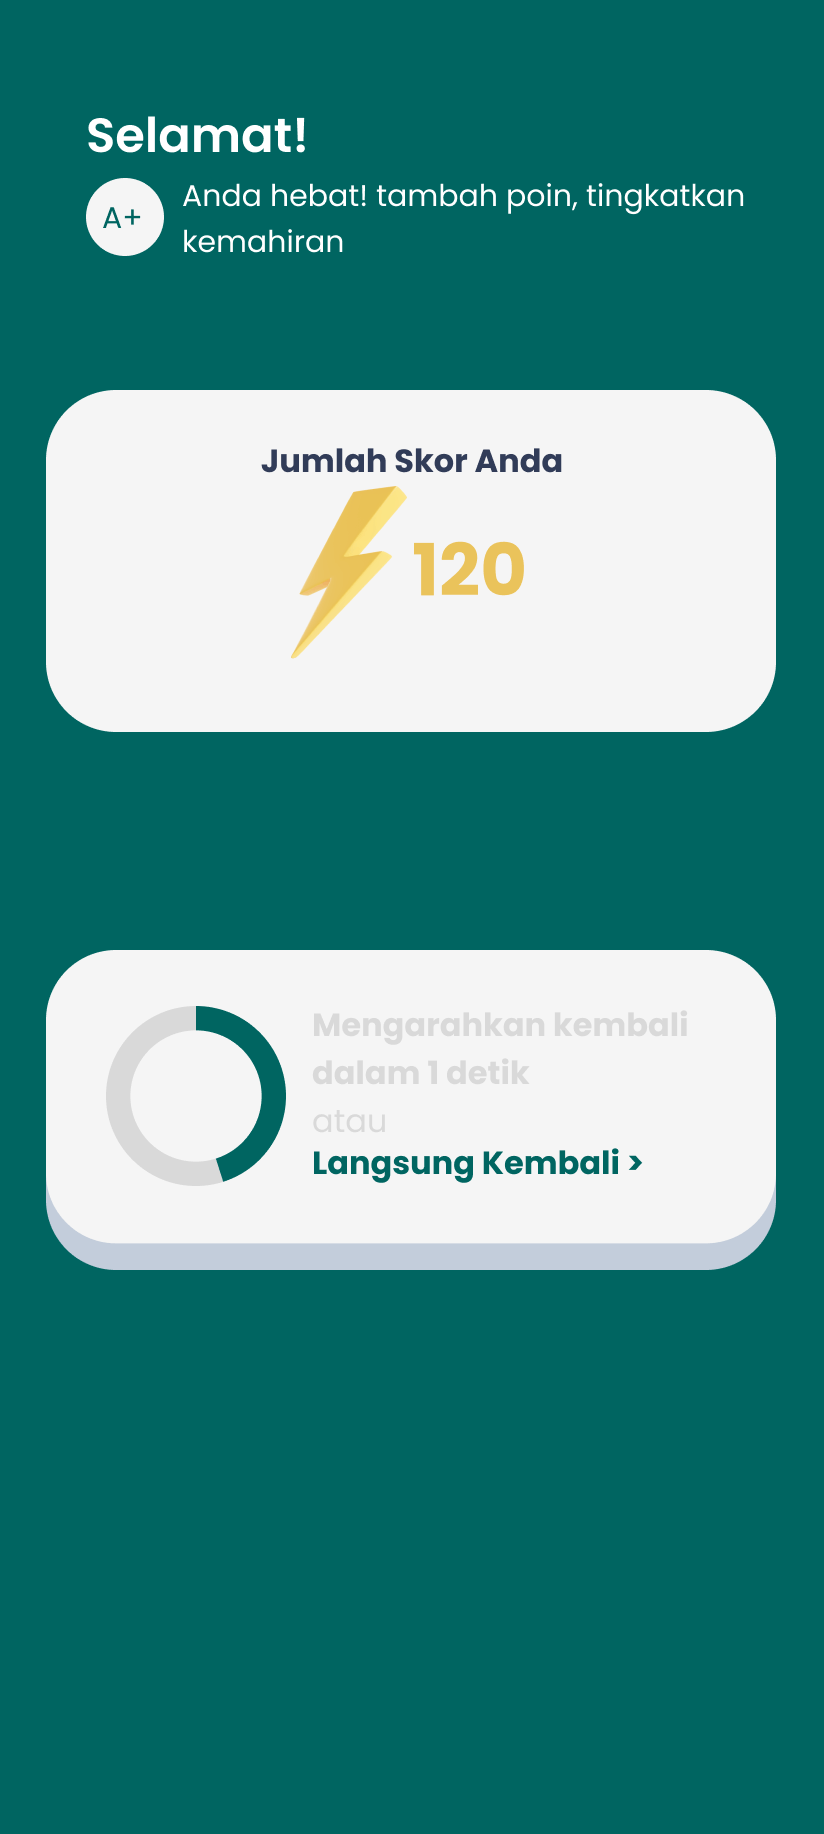 Selamat!
A+
Anda hebat! tambah poin, tingkatkan
kemahiran
Jumlah Skor Anda
120
Mengarahkan kembali
dalam 1 detik
atau
Langsung Kembali >